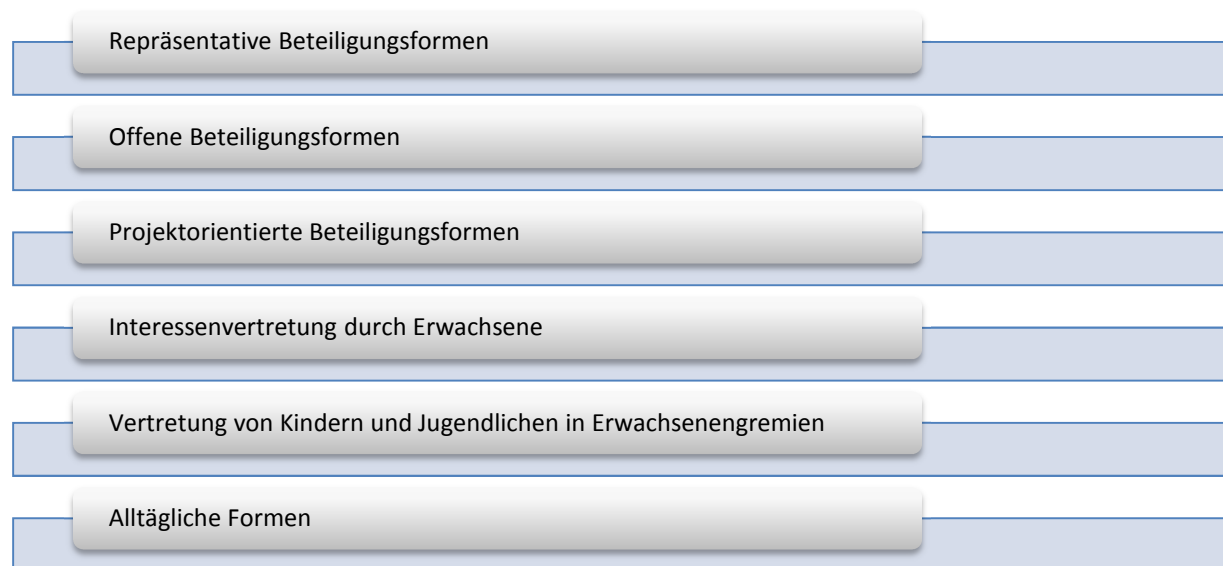 Repräsentative Beteiligungsformen
Offene Beteiligungsformen
Projektorientierte Beteiligungsformen
Interessenvertretung durch Erwachsene
Vertretung von Kindern und Jugendlichen in Erwachsenengremien
Alltägliche Formen